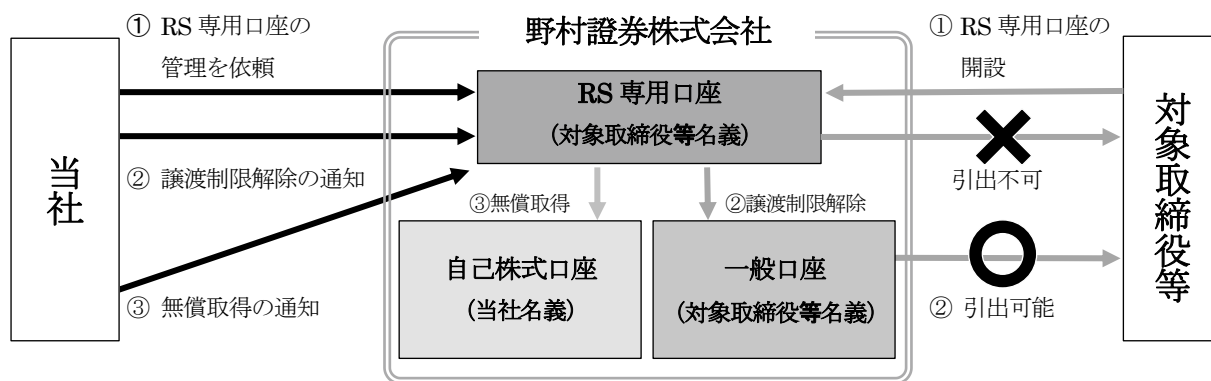 当社
① RS 専用口座の
管理を依頼
② 譲渡制限解除の通知
③ 無償取得の通知
野村證券株式会社
RS 専用口座
(対象取締役等名義)
③無償取得
②譲渡制限解除
自己株式口座
(当社名義)
一般口座
(対象取締役等名義)
① RS 専用口座の
開設
引出不可
② 引出可能
対象取締役等